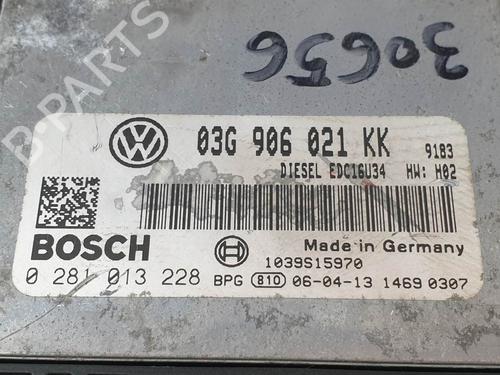 30656
B-PARTS
03G 906 021 KK 9183
DIESEL EDC16U34 HW: H02
BOSCH
Made in Germany
1039S15970
0 281 013 228 BPG 810 06-04-13 1469 0307